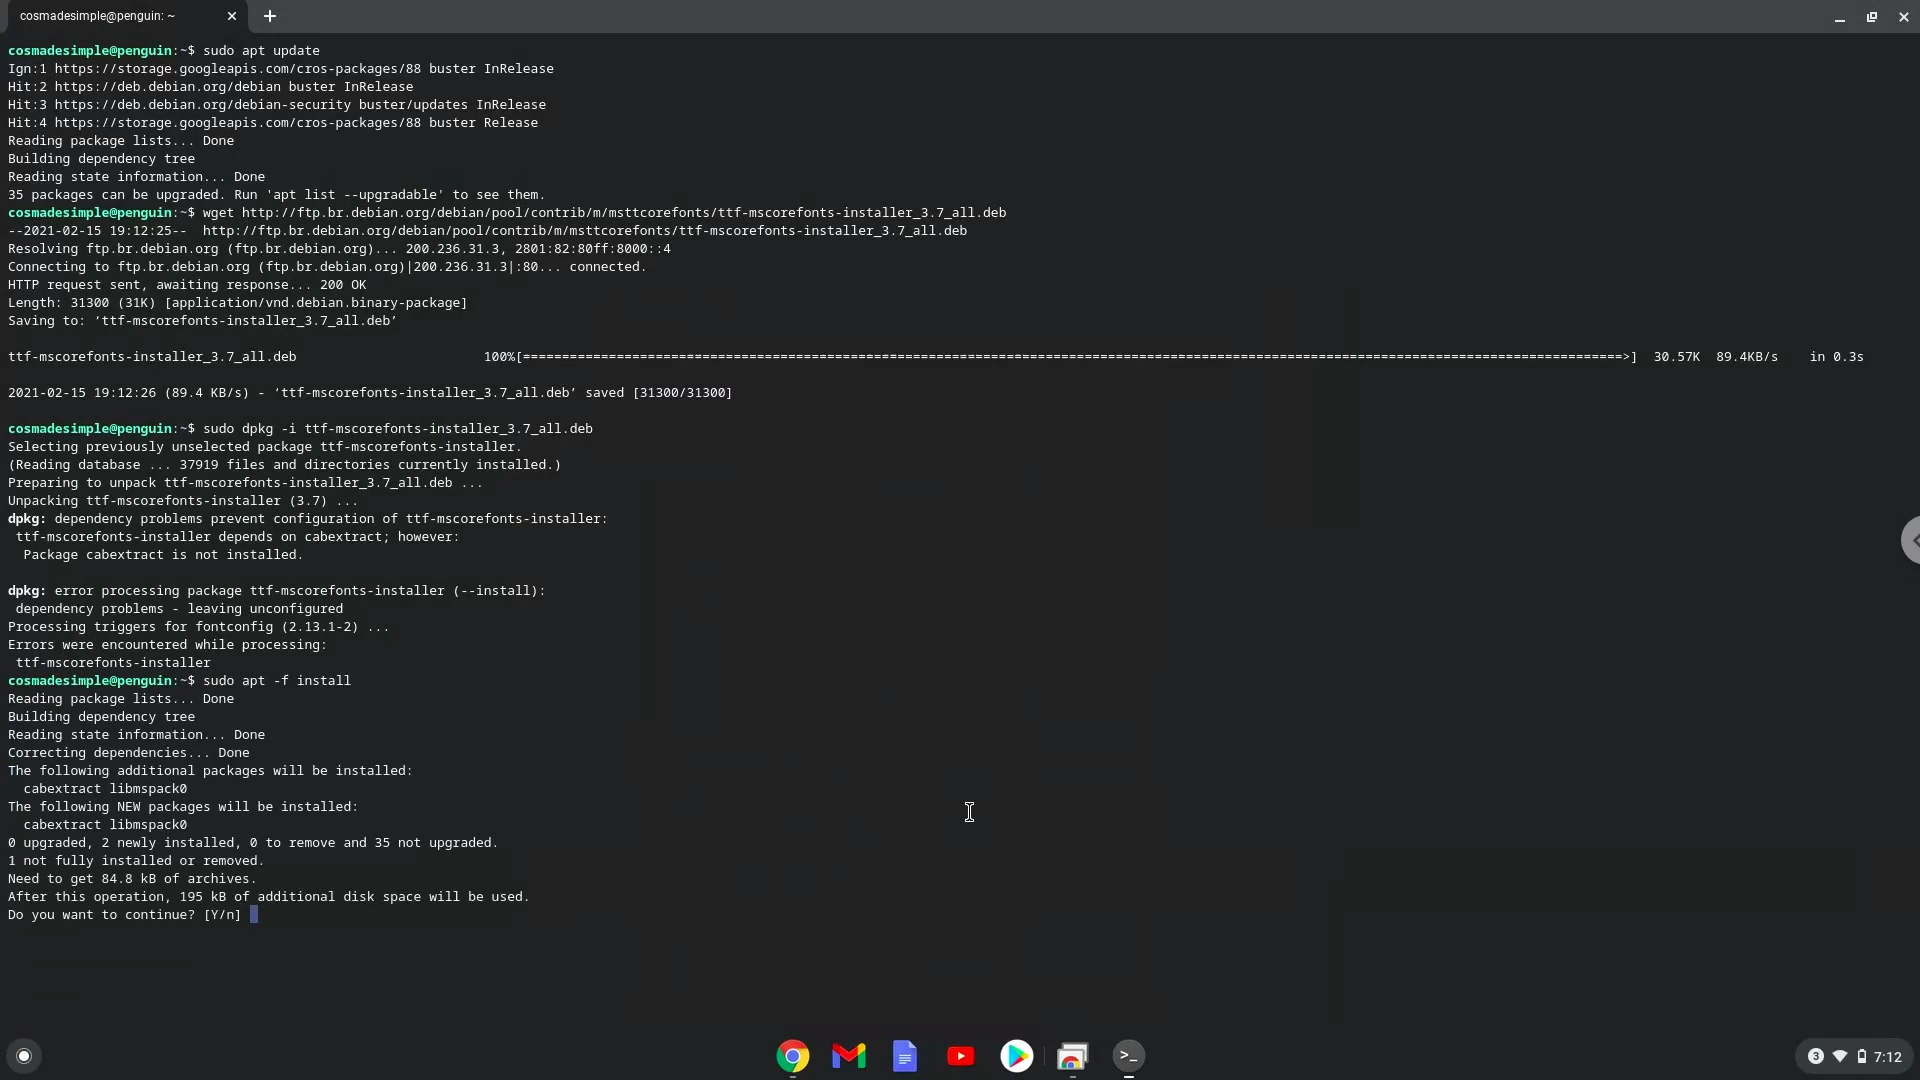 cosmadesimple@penguin: ~
cosmadesimple@penguin:~$ sudo apt update
Ign:1 https://storage.googleapis.com/cros-packages/88 buster InRelease
Hit:2 https://deb.debian.org/debian buster InRelease
Hit:3 https://deb.debian.org/debian-security buster/updates InRelease
Hit:4 https://storage.googleapis.com/cros-packages/88 buster Release
Reading package lists... Done
Building dependency tree
Reading state information... Done
35 packages can be upgraded. Run 'apt list --upgradable' to see them.
cosmadesimple@penguin:~$ wget http://ftp.br.debian.org/debian/pool/contrib/m/msttcorefonts/ttf-mscorefonts-installer_3.7_all.deb
--2021-02-15 19:12:25--  http://ftp.br.debian.org/debian/pool/contrib/m/msttcorefonts/ttf-mscorefonts-installer_3.7_all.deb
Resolving ftp.br.debian.org (ftp.br.debian.org)... 200.236.31.3, 2801:82:80ff:8000::4
Connecting to ftp.br.debian.org (ftp.br.debian.org)|200.236.31.3|:80... connected.
HTTP request sent, awaiting response... 200 OK
Length: 31300 (31K) [application/vnd.debian.binary-package]
Saving to: ‘ttf-mscorefonts-installer_3.7_all.deb’
ttf-mscorefonts-installer_3.7_all.deb 100%[=============================================================================================================================================>] 30.57K 89.4KB/s in 0.3s
2021-02-15 19:12:26 (89.4 KB/s) - ‘ttf-mscorefonts-installer_3.7_all.deb’ saved [31300/31300]
cosmadesimple@penguin:~$ sudo dpkg -i ttf-mscorefonts-installer_3.7_all.deb
Selecting previously unselected package ttf-mscorefonts-installer.
(Reading database ... 37919 files and directories currently installed.)
Preparing to unpack ttf-mscorefonts-installer_3.7_all.deb ...
Unpacking ttf-mscorefonts-installer (3.7) ...
dpkg: dependency problems prevent configuration of ttf-mscorefonts-installer:
ttf-mscorefonts-installer depends on cabextract; however:
Package cabextract is not installed.
dpkg: error processing package ttf-mscorefonts-installer (--install):
dependency problems - leaving unconfigured
Processing triggers for fontconfig (2.13.1-2) ...
Errors were encountered while processing:
ttf-mscorefonts-installer
cosmadesimple@penguin:~$ sudo apt -f install
Reading package lists... Done
Building dependency tree
Reading state information... Done
Correcting dependencies... Done
The following additional packages will be installed:
cabextract libmspack0
The following NEW packages will be installed:
cabextract libmspack0
0 upgraded, 2 newly installed, 0 to remove and 35 not upgraded.
1 not fully installed or removed.
Need to get 84.8 kB of archives.
After this operation, 195 kB of additional disk space will be used.
Do you want to continue? [Y/n]
3 7:12